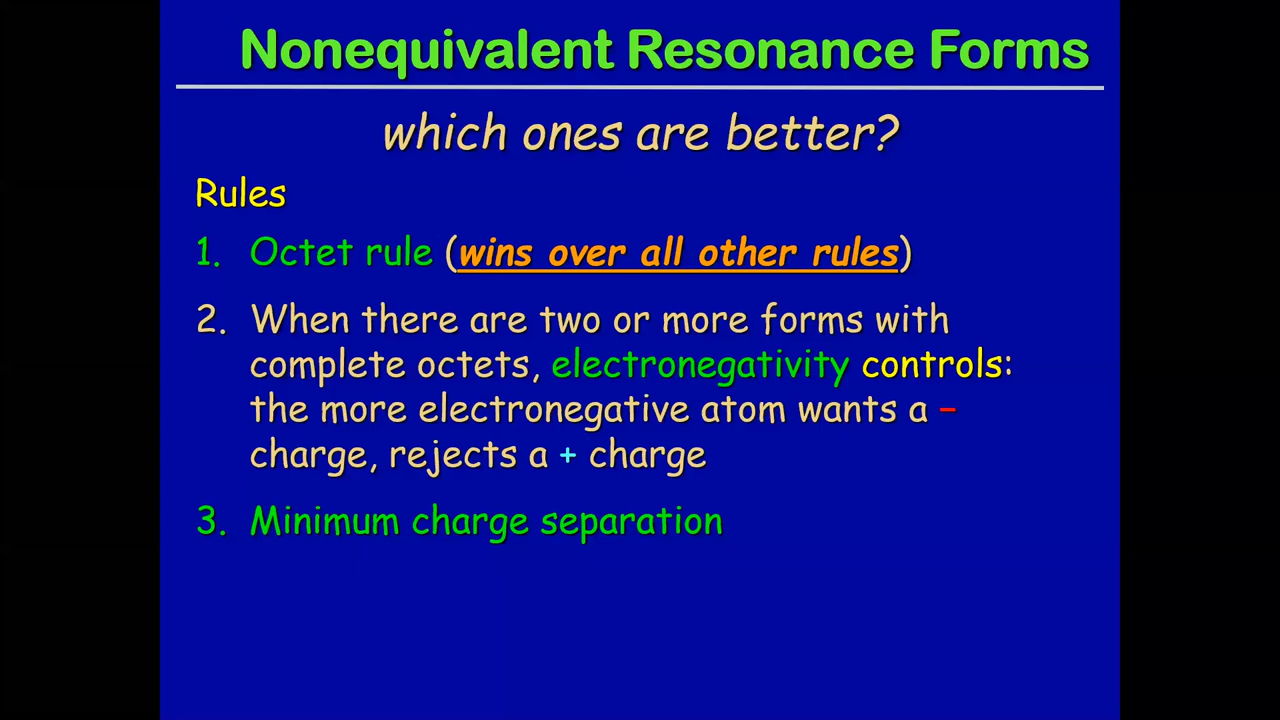 Nonequivalent Resonance Forms
which ones are better?
Rules
1. Octet rule (wins over all other rules)
2. When there are two or more forms with
complete octets, electronegativity controls:
the more electronegative atom wants a –
charge, rejects a + charge
3. Minimum charge separation